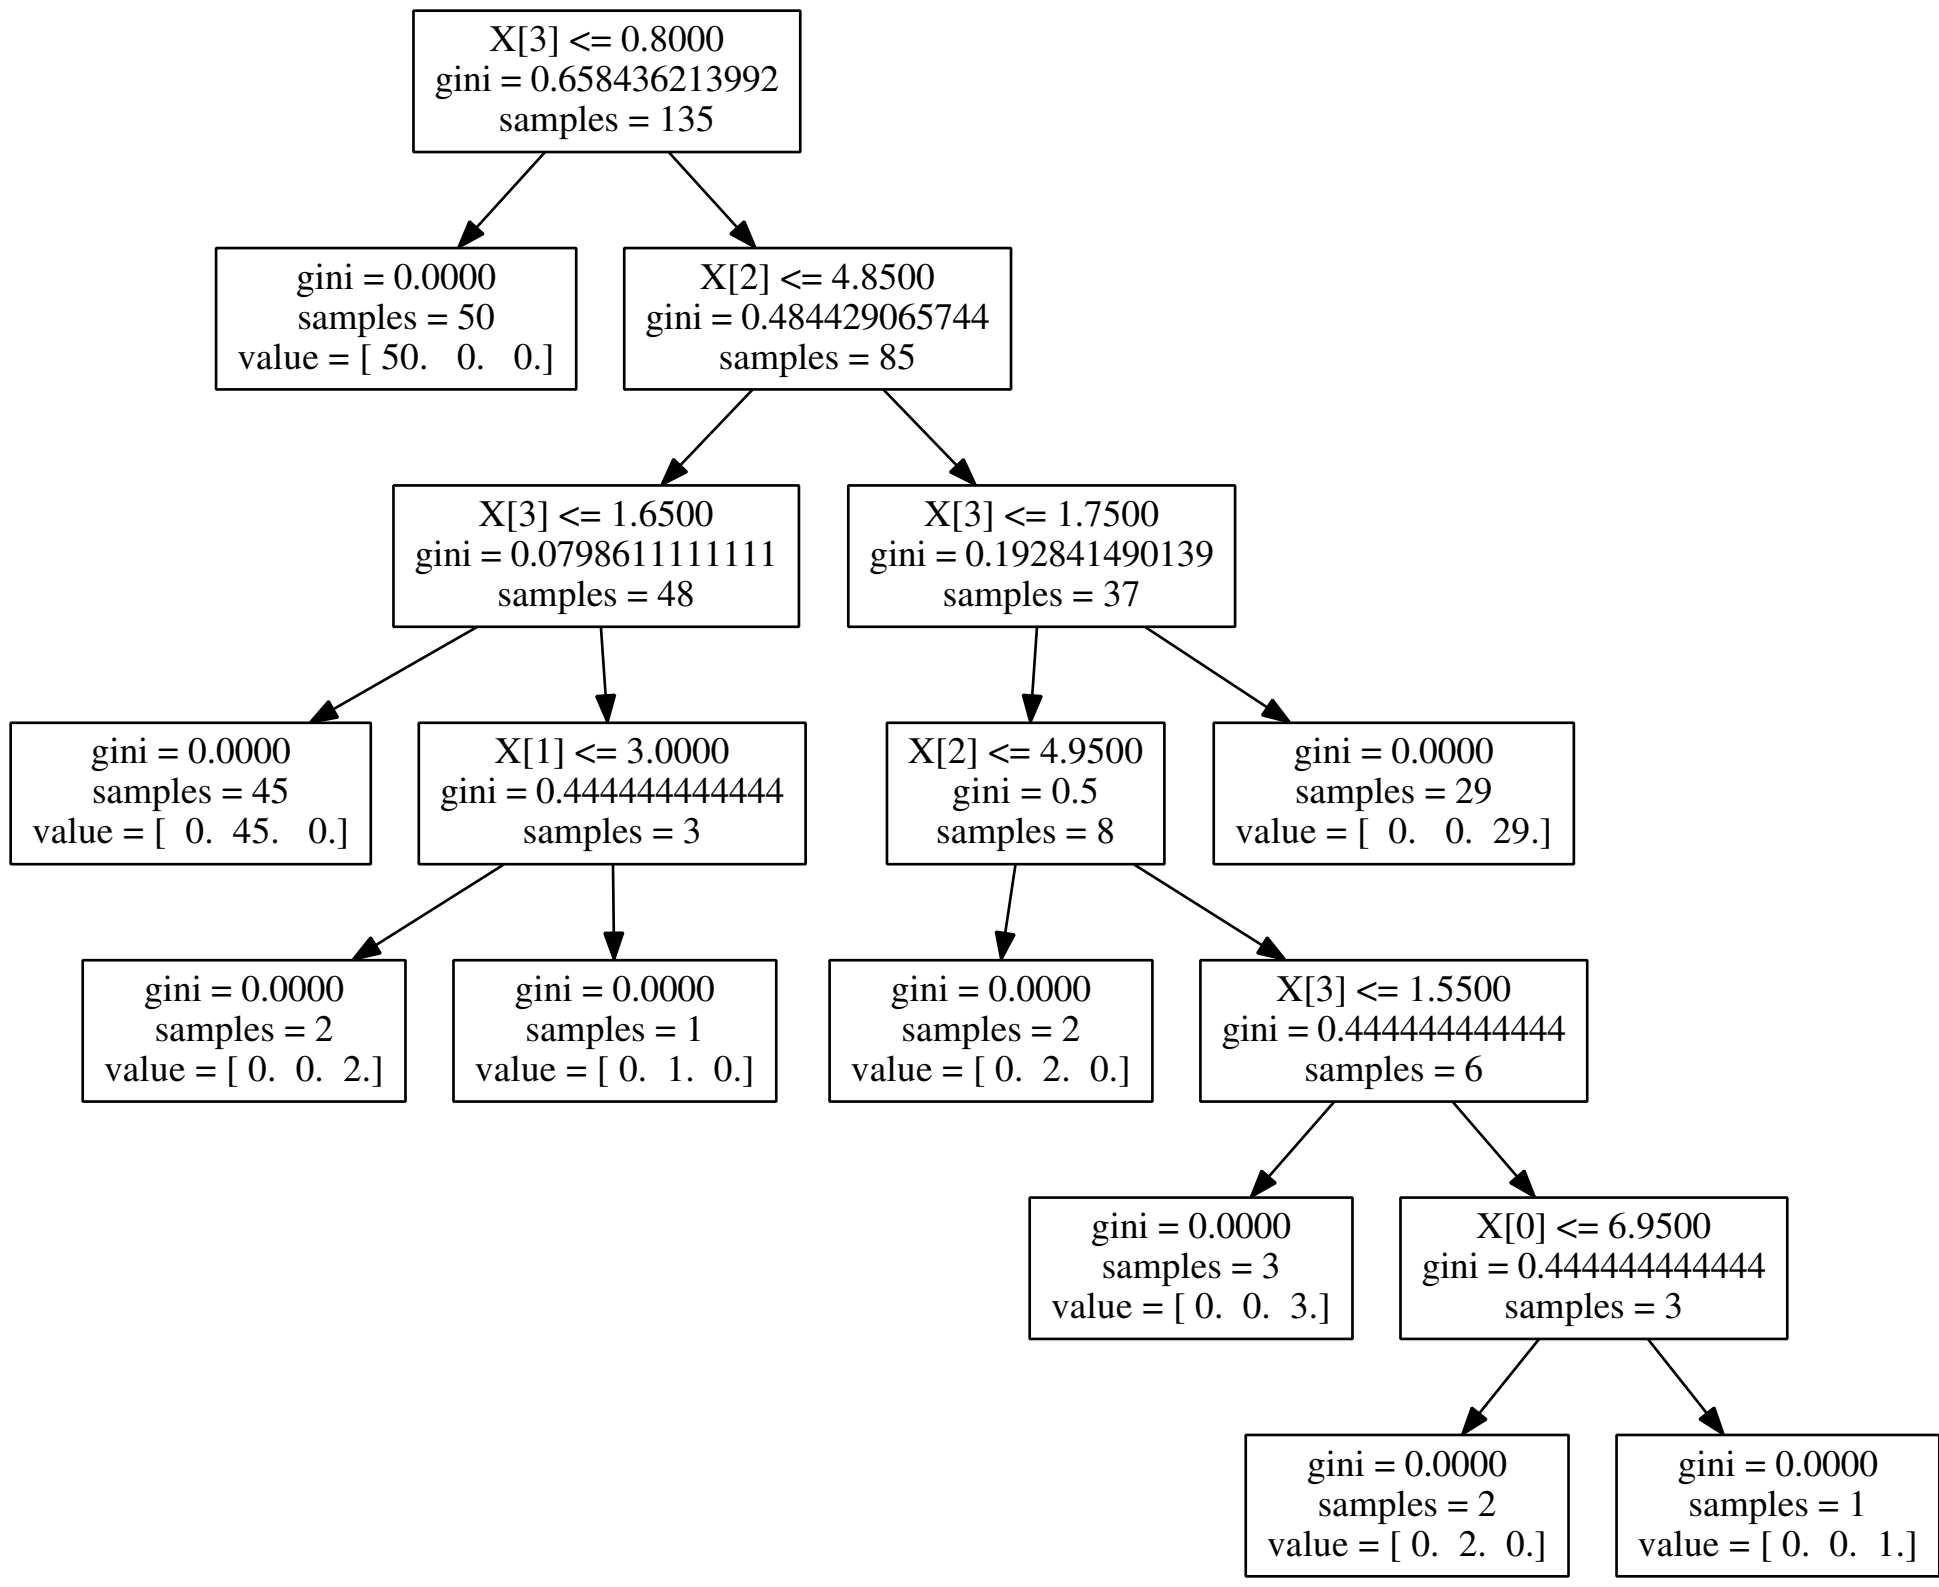 X[3] <= 0.8000
gini = 0.658436213992
samples = 135
gini = 0.0000
samples = 50
value = [ 50.   0.   0.]
X[2] <= 4.8500
gini = 0.484429065744
samples = 85
X[3] <= 1.6500
gini = 0.0798611111111
samples = 48
X[3] <= 1.7500
gini = 0.192841490139
samples = 37
gini = 0.0000
samples = 45
value = [  0.  45.   0.]
X[1] <= 3.0000
gini = 0.444444444444
samples = 3
X[2] <= 4.9500
gini = 0.5
samples = 8
gini = 0.0000
samples = 29
value = [  0.   0.  29.]
gini = 0.0000
samples = 2
value = [ 0.  0.  2.]
gini = 0.0000
samples = 1
value = [ 0.  1.  0.]
gini = 0.0000
samples = 2
value = [ 0.  2.  0.]
X[3] <= 1.5500
gini = 0.444444444444
samples = 6
gini = 0.0000
samples = 3
value = [ 0.  0.  3.]
X[0] <= 6.9500
gini = 0.444444444444
samples = 3
gini = 0.0000
samples = 2
value = [ 0.  2.  0.]
gini = 0.0000
samples = 1
value = [ 0.  0.  1.]